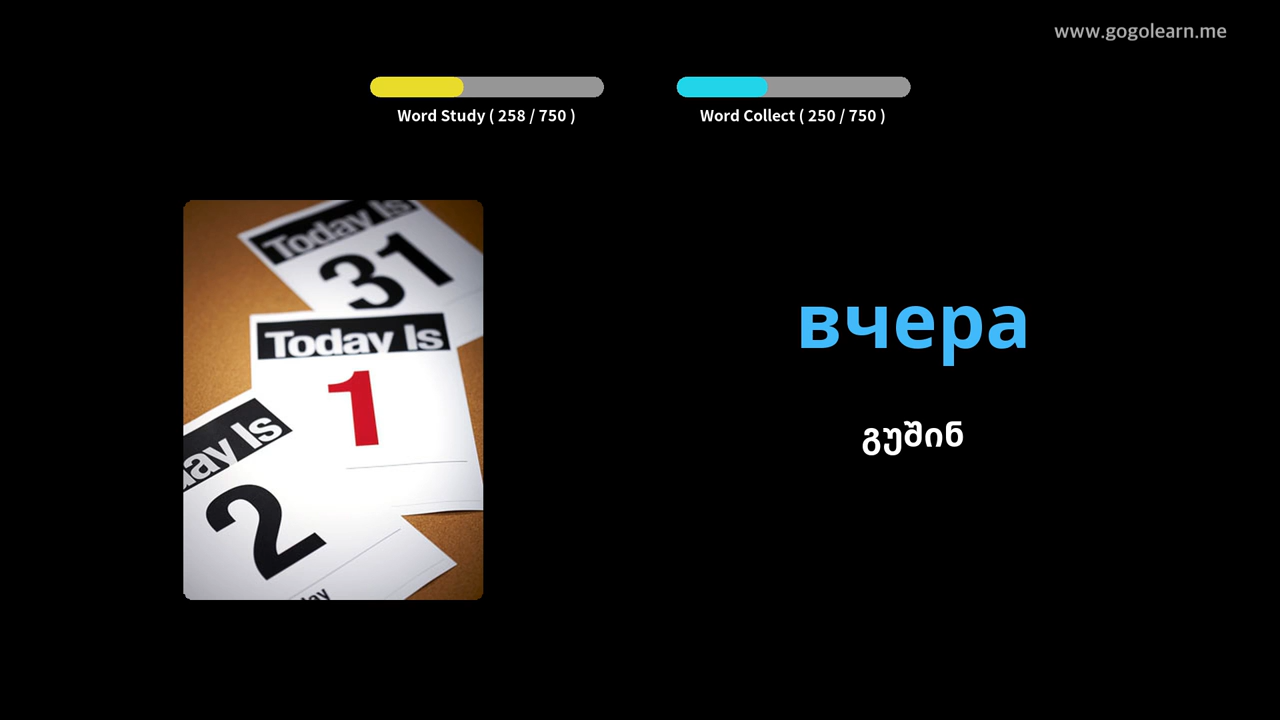 www.gogolearn.me
Word Study ( 258 / 750 )
Word Collect ( 250 / 750 )
Today Is
31
Today Is
1
ay Is
2
вчера
გუშინ